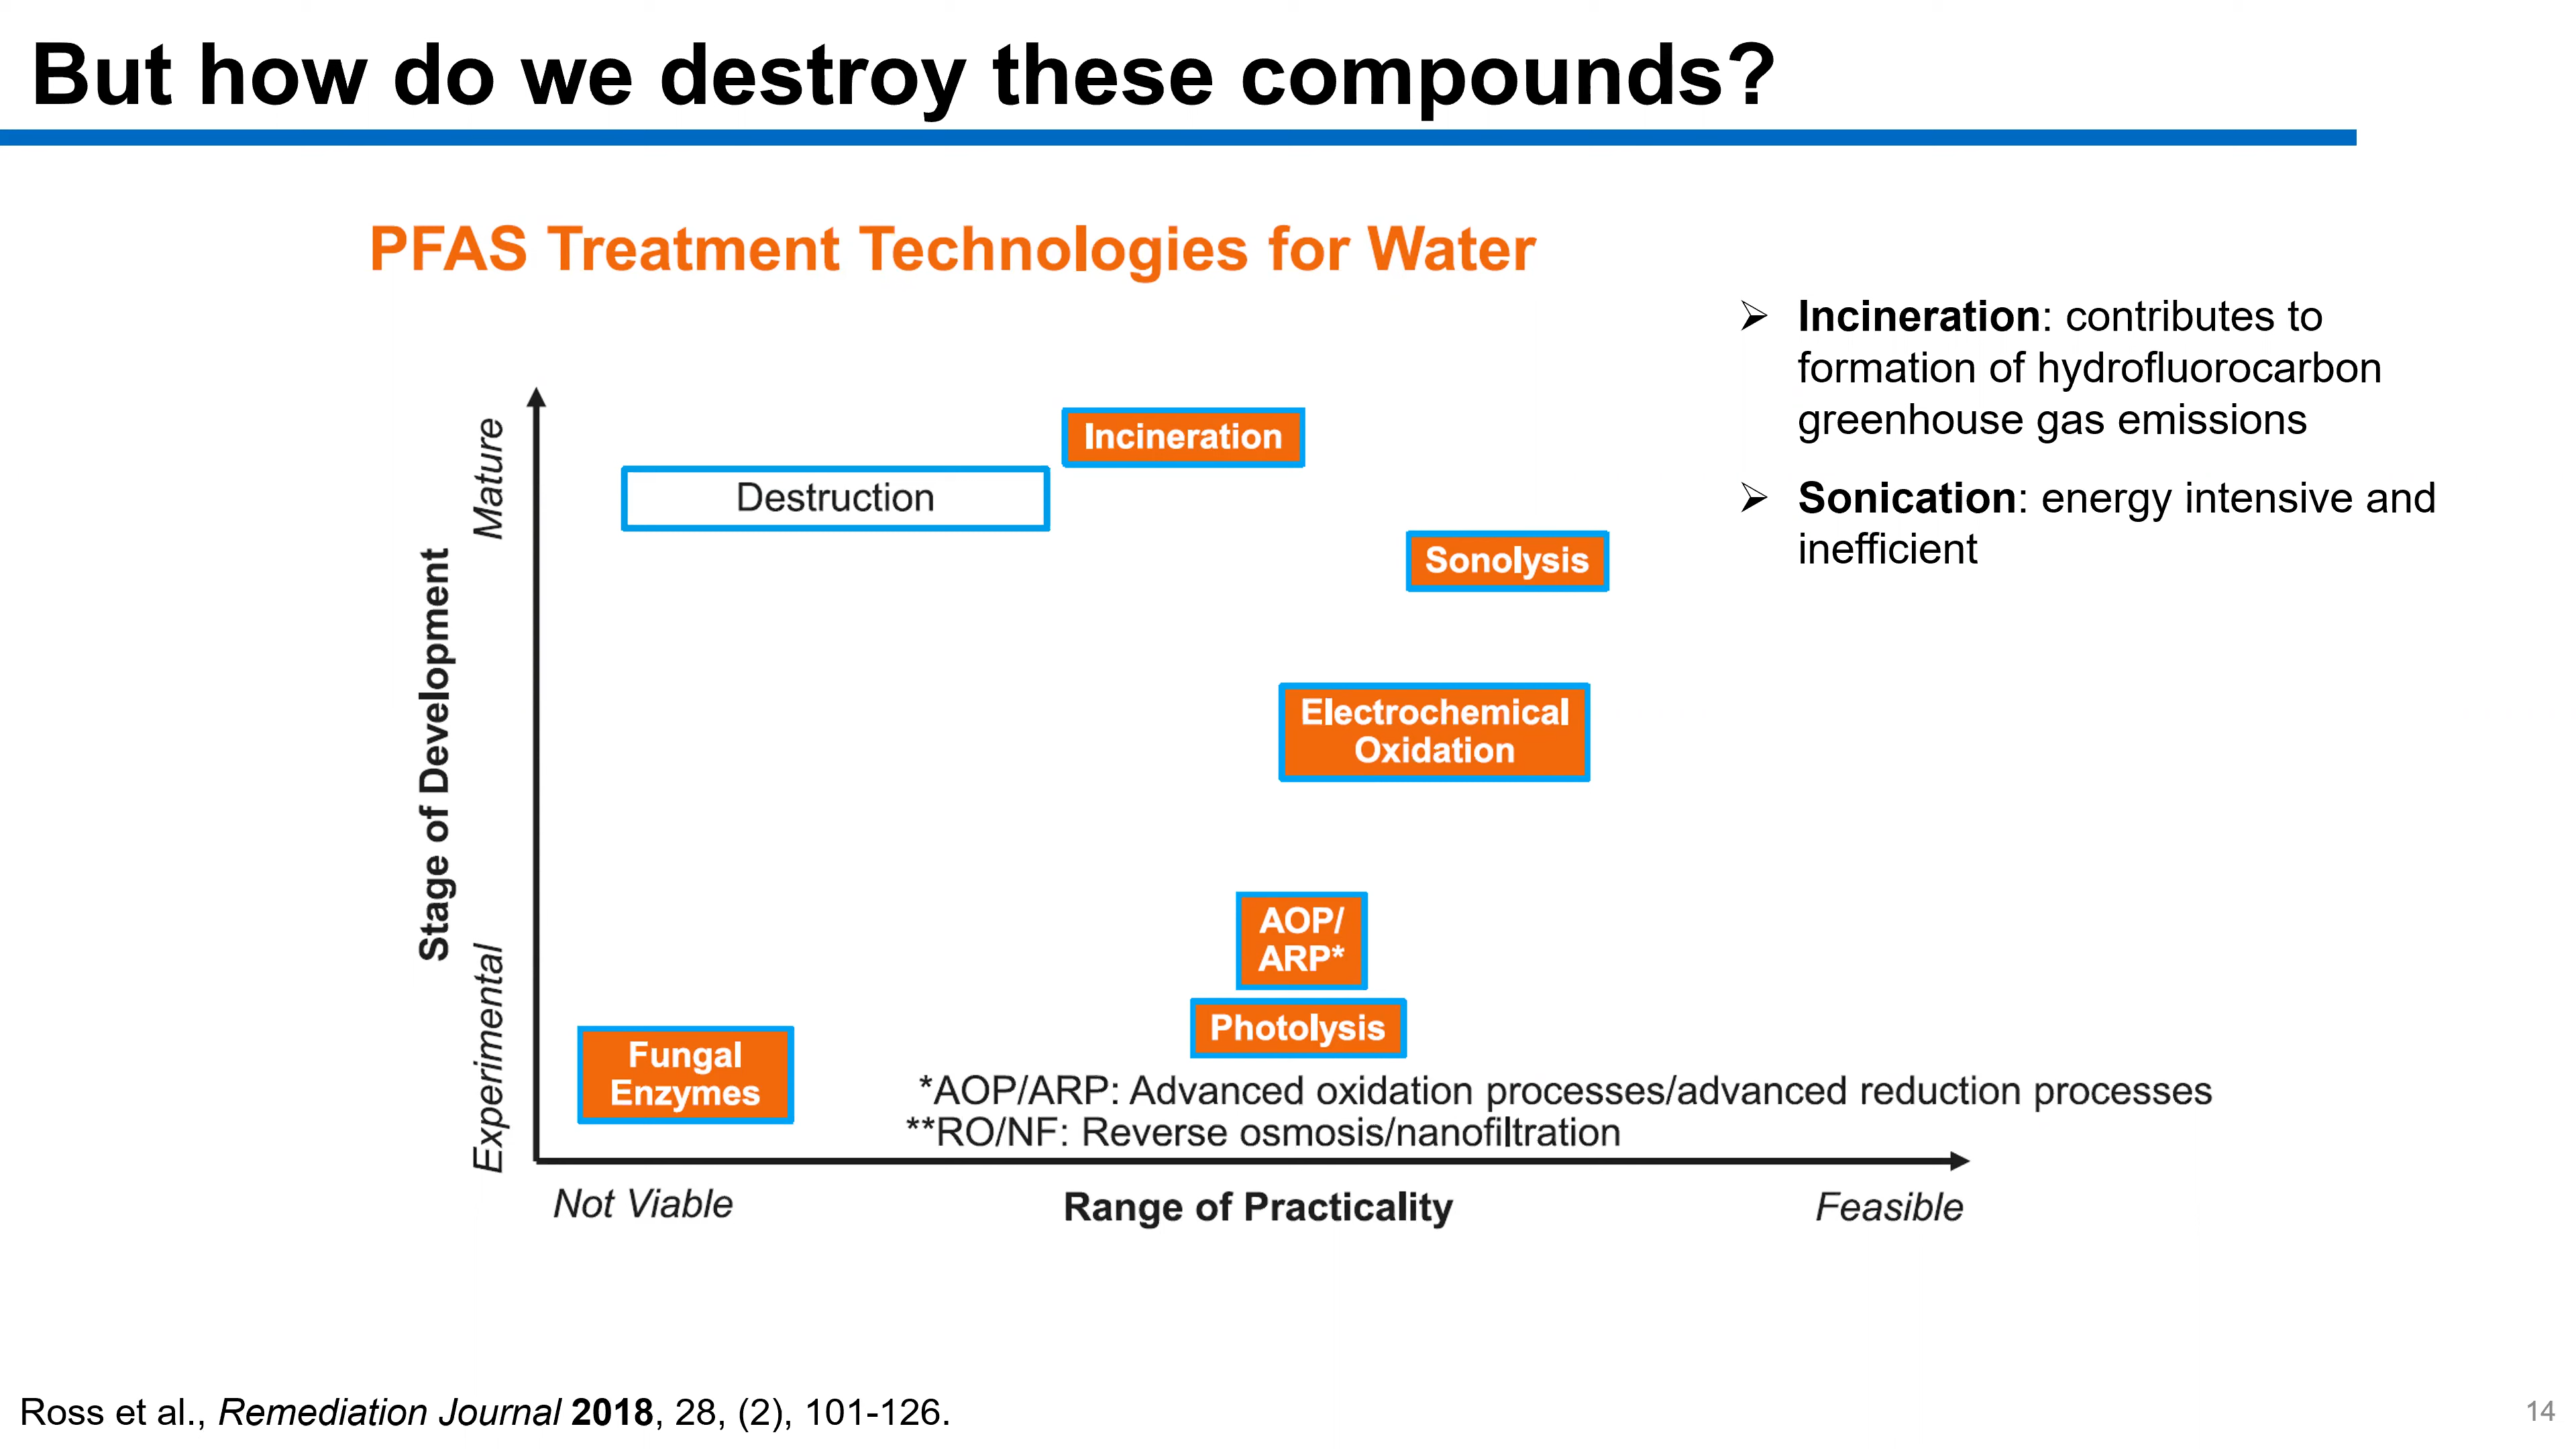 But how do we destroy these compounds?
PFAS Treatment Technologies for Water
➢ Incineration: contributes to
formation of hydrofluorocarbon
greenhouse gas emissions
➢ Sonication: energy intensive and
inefficient
Stage of Development
Mature
Experimental
Incineration
Destruction
Sonolysis
Electrochemical
Oxidation
AOP/
ARP*
Photolysis
Fungal
Enzymes
*AOP/ARP: Advanced oxidation processes/advanced reduction processes
**RO/NF: Reverse osmosis/nanofiltration
Not Viable
Range of Practicality
Feasible
Ross et al., Remediation Journal 2018, 28, (2), 101-126.
14